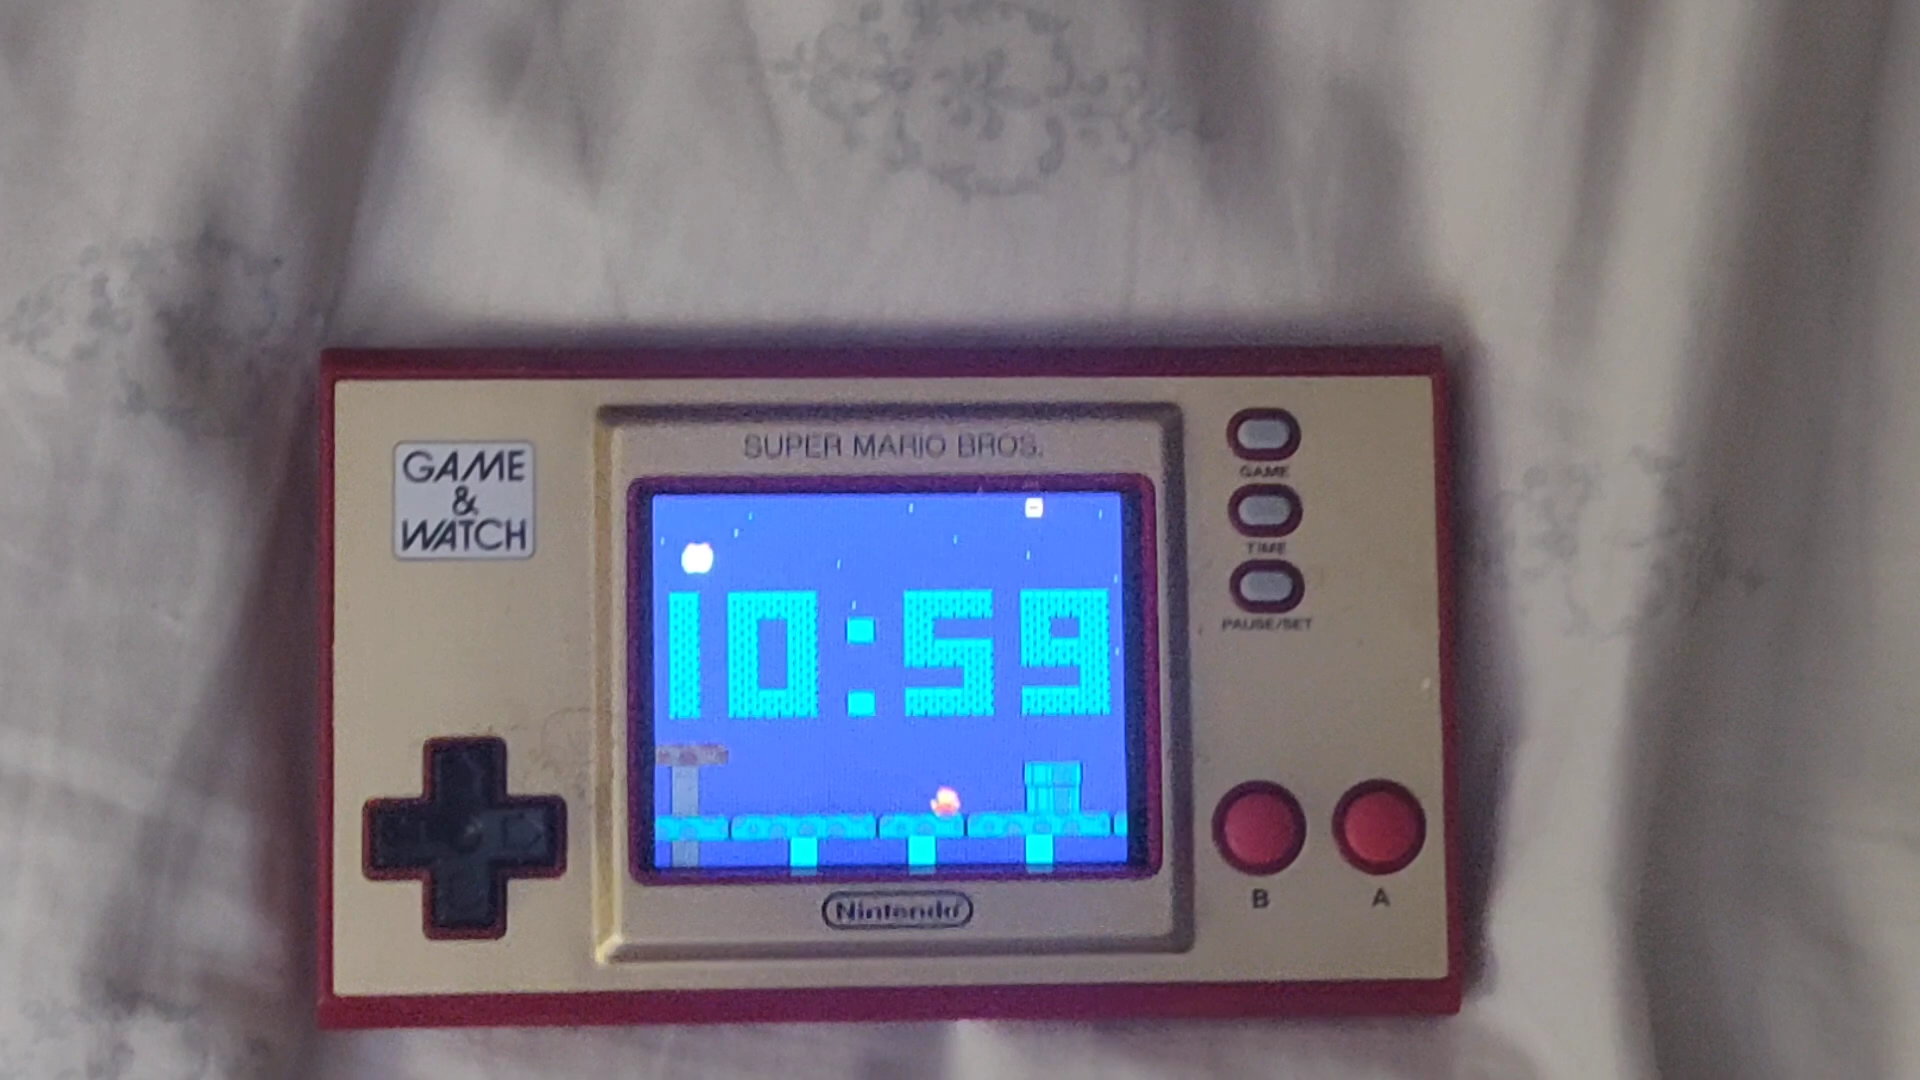 SUPER MARIO BROS.
GAME
&
WATCH
10:59
GAME
TIME
PAUSE/SET
Nintendo
B
A